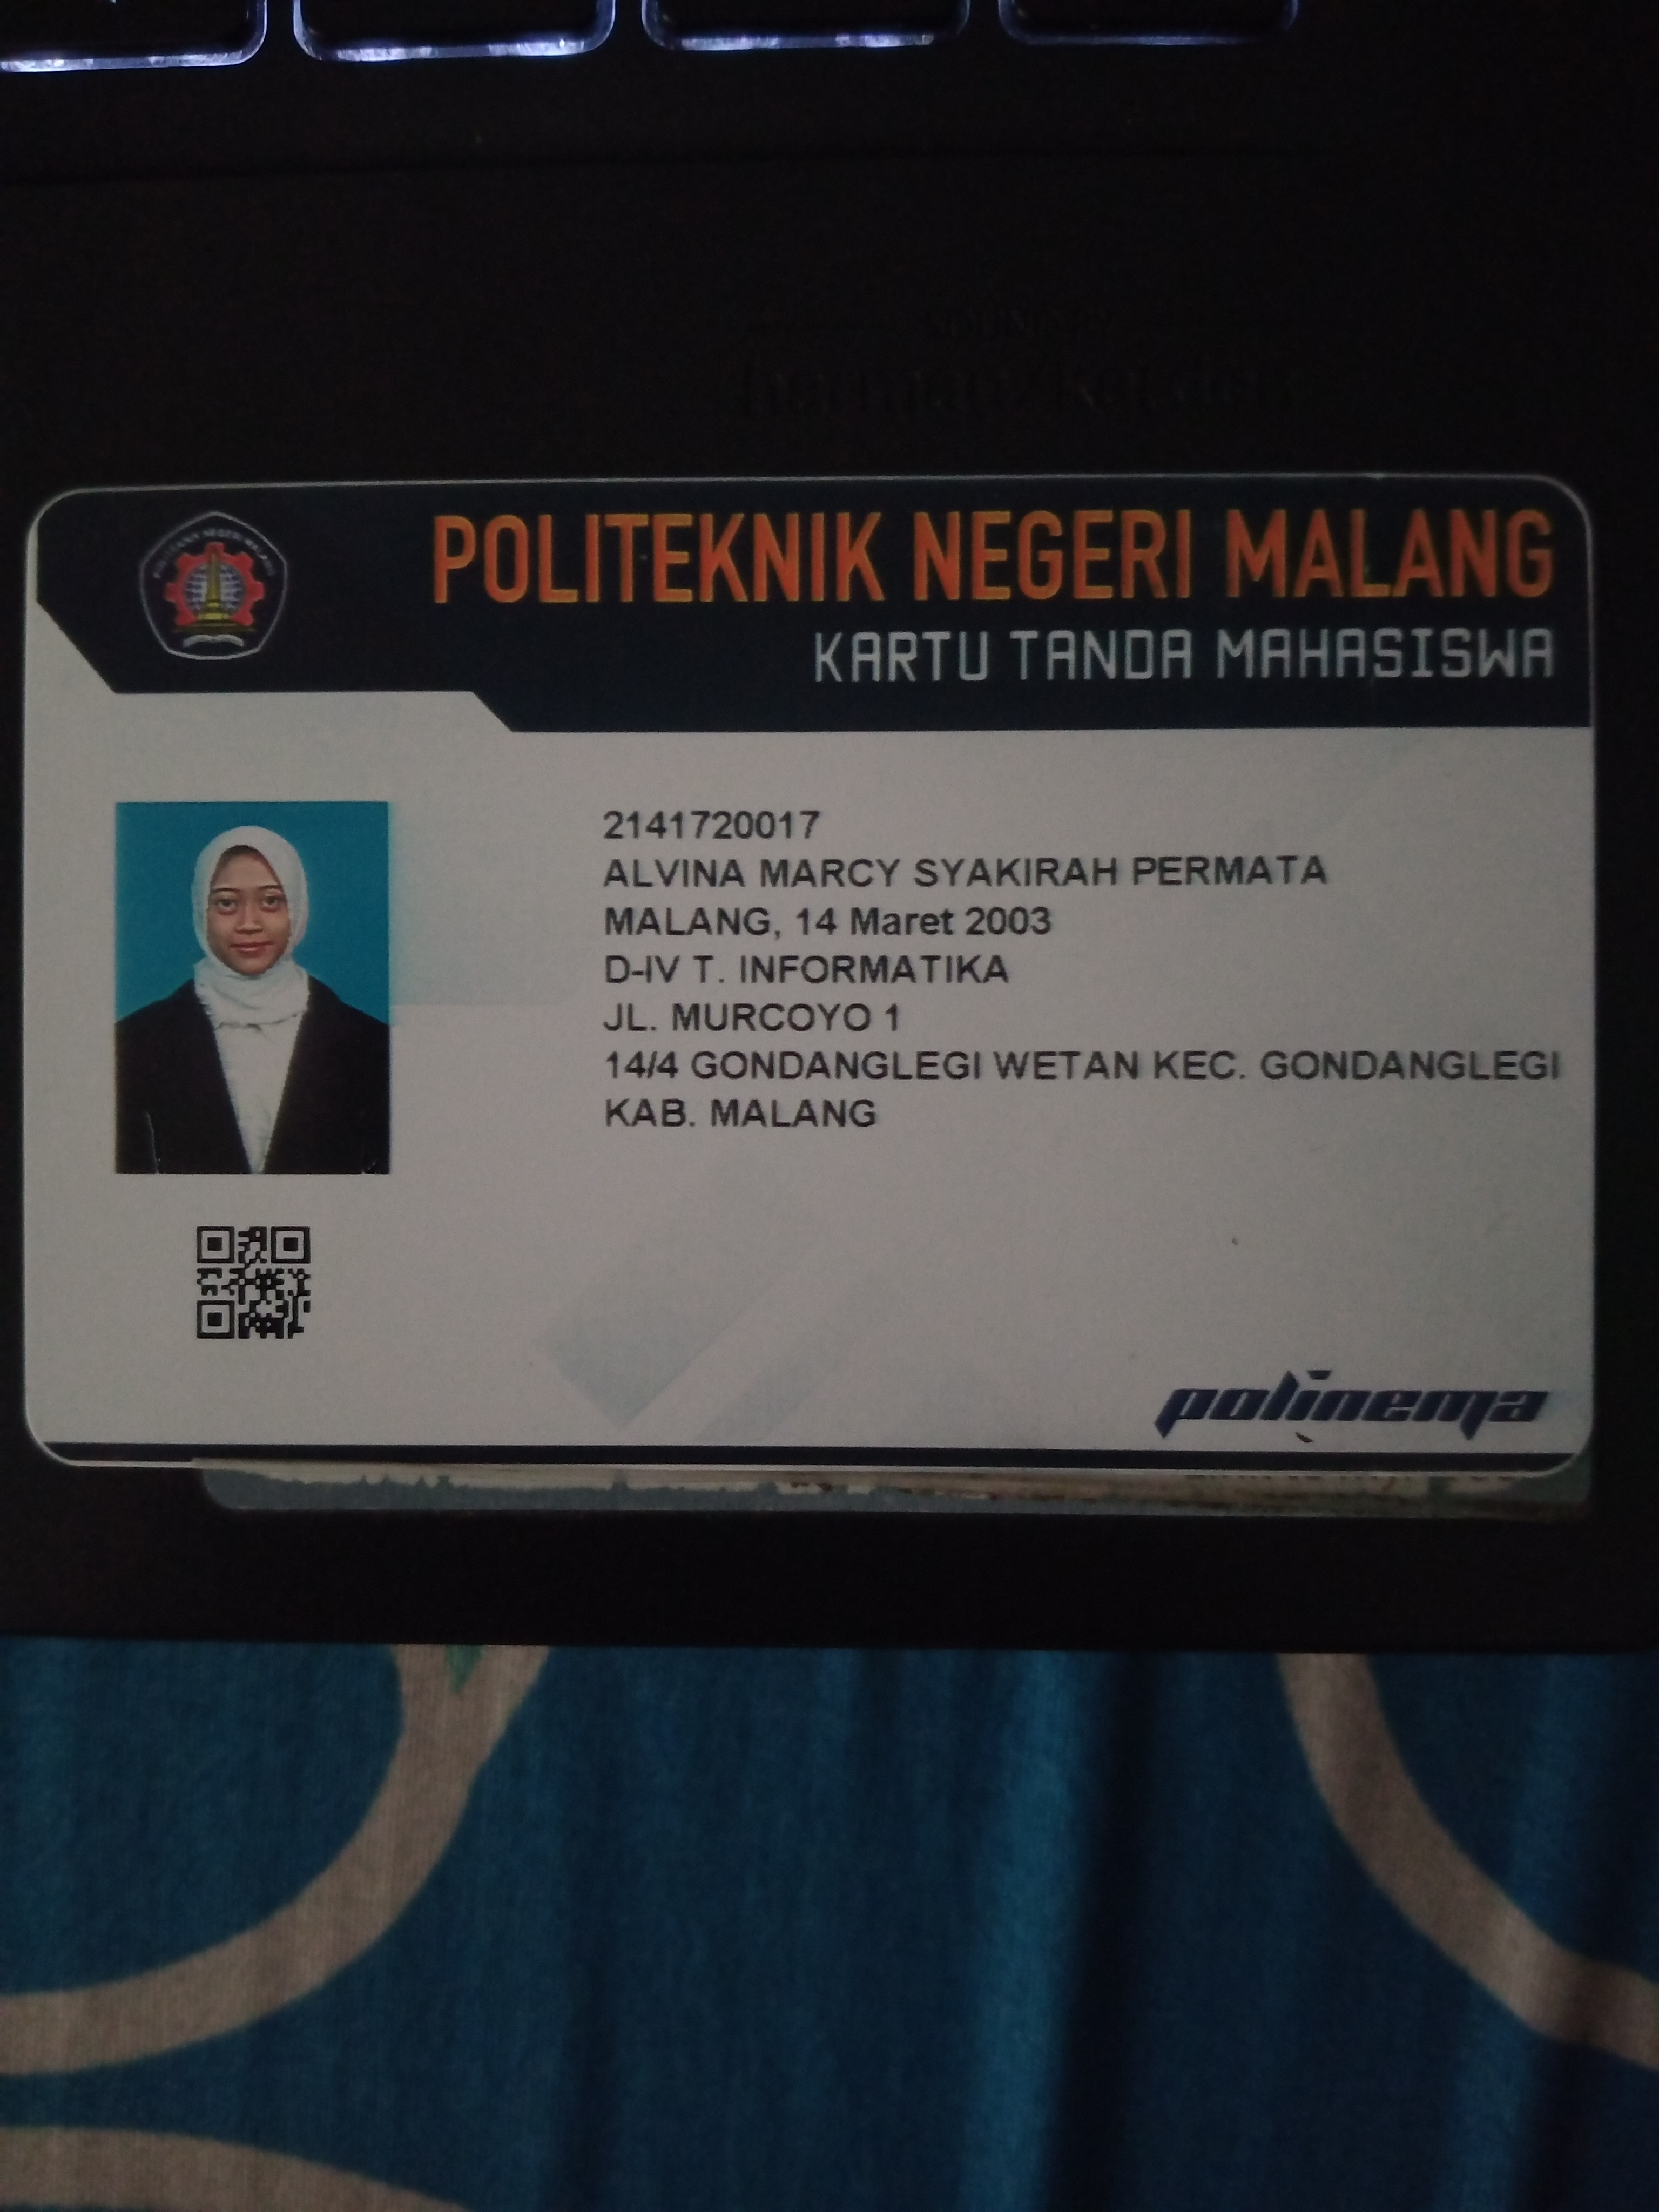 POLITEKNIK NEGERI MALANG
KARTU TANDA MAHASISWA
2141720017
ALVINA MARCY SYAKIRAH PERMATA
MALANG, 14 Maret 2003
D-IV T. INFORMATIKA
JL. MURCOYO 1
14/4 GONDANGLEGI WETAN KEC. GONDANGLEGI
KAB. MALANG
polinema